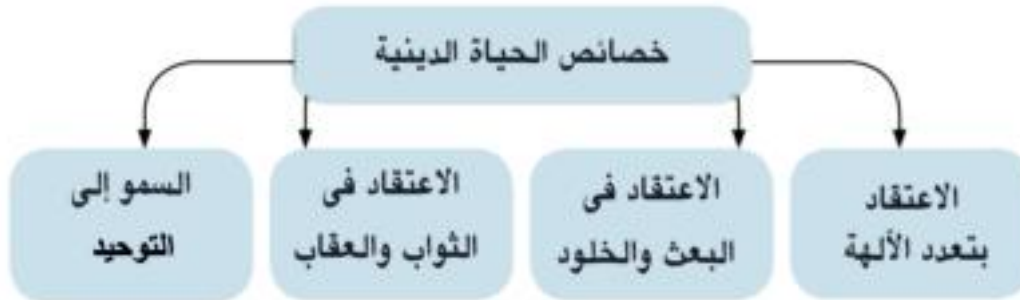 خصائص الحياة الدينية
الاعتقاد
بتعدد الألهة
الاعتقاد فى
البعث والخلود
الاعتقاد فى
الثواب والعقاب
السمو إلى
التوحيد